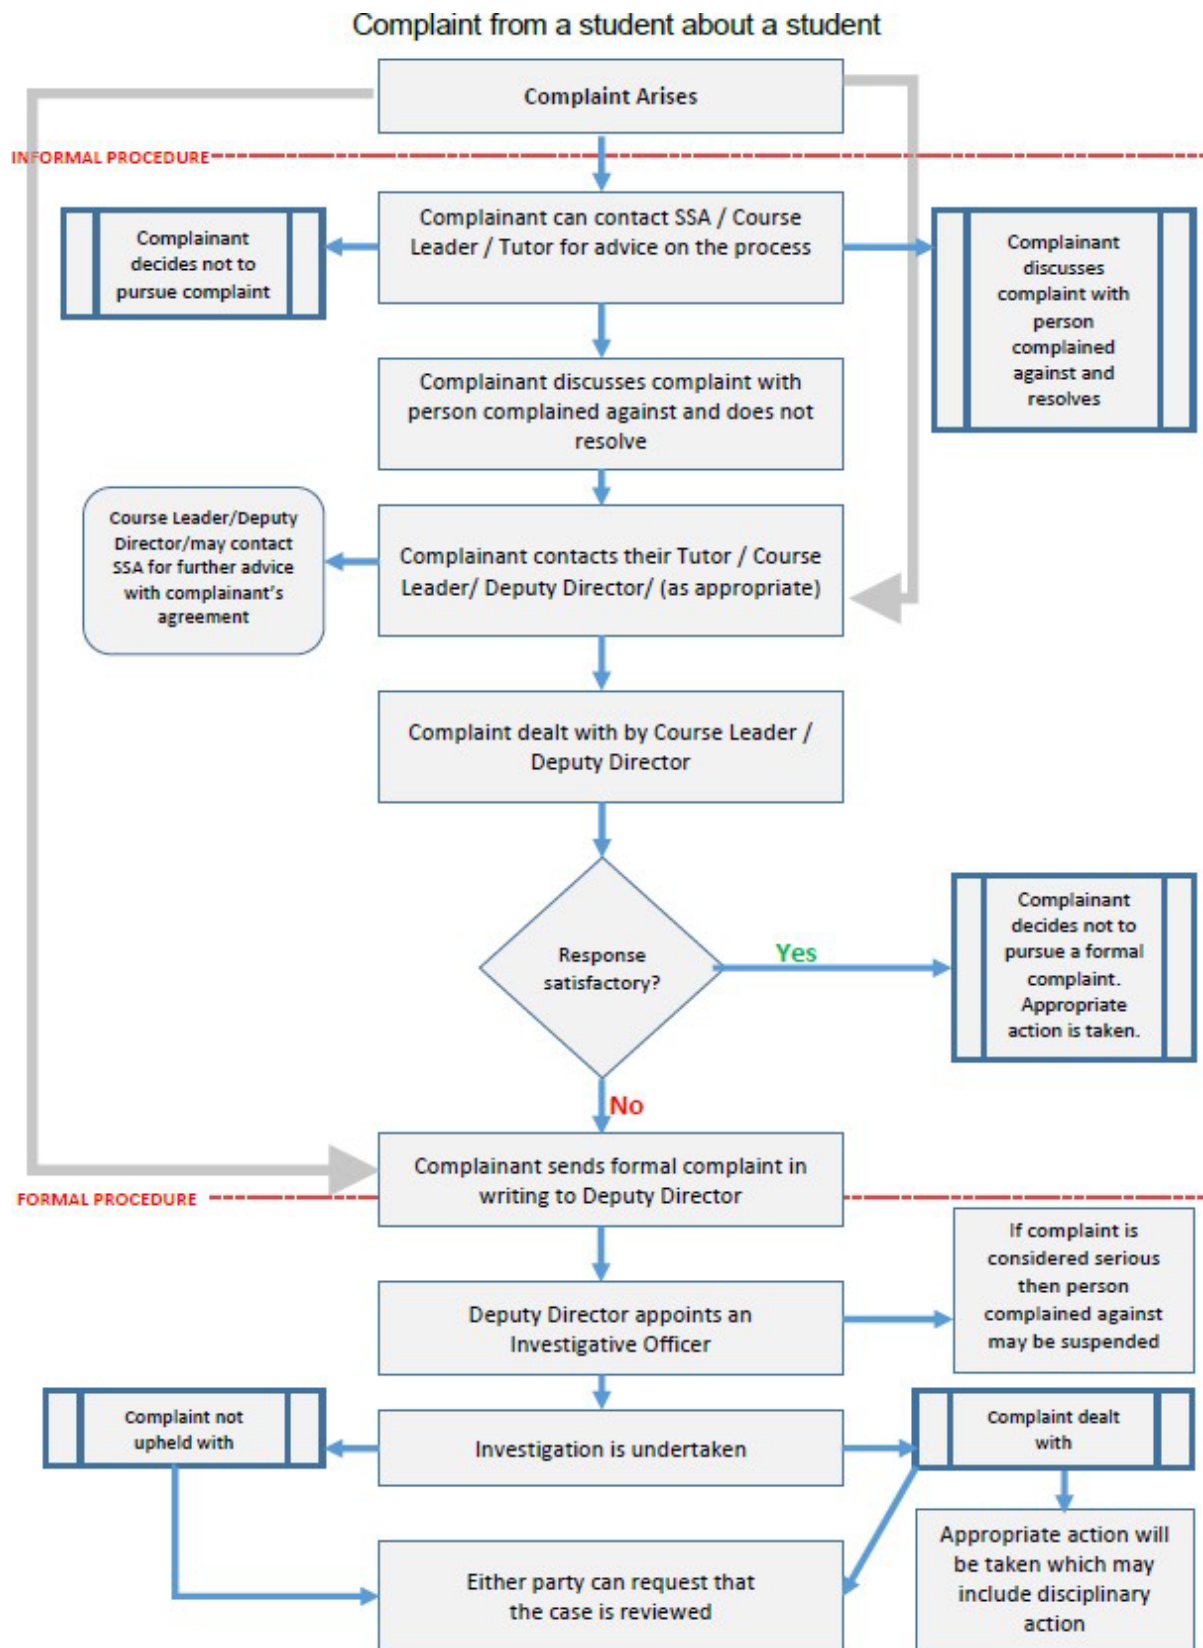 Complaint from a student about a student
Complaint Arises
INFORMAL PROCEDURE
Complainant can contact SSA / Course
Leader / Tutor for advice on the process
Complainant
decides not to
pursue complaint
Complainant
discusses
complaint with
person
complained
against and
resolves
Complainant discusses complaint with
person complained against and does not
resolve
Course Leader/Deputy
Director/may contact
SSA for further advice
with complainant's
agreement
Complainant contacts their Tutor / Course
Leader/ Deputy Director/ (as appropriate)
Complaint dealt with by Course Leader /
Deputy Director
Response
satisfactory?
Yes
Complainant
decides not to
pursue a formal
complaint.
Appropriate
action is taken.
No
Complainant sends formal complaint in
writing to Deputy Director
FORMAL PROCEDURE
If complaint is
considered serious
then person
complained against
may be suspended
Deputy Director appoints an
Investigative Officer
Complaint not
upheld with
Investigation is undertaken
Complaint dealt
with
Either party can request that
the case is reviewed
Appropriate action will
be taken which may
include disciplinary
action